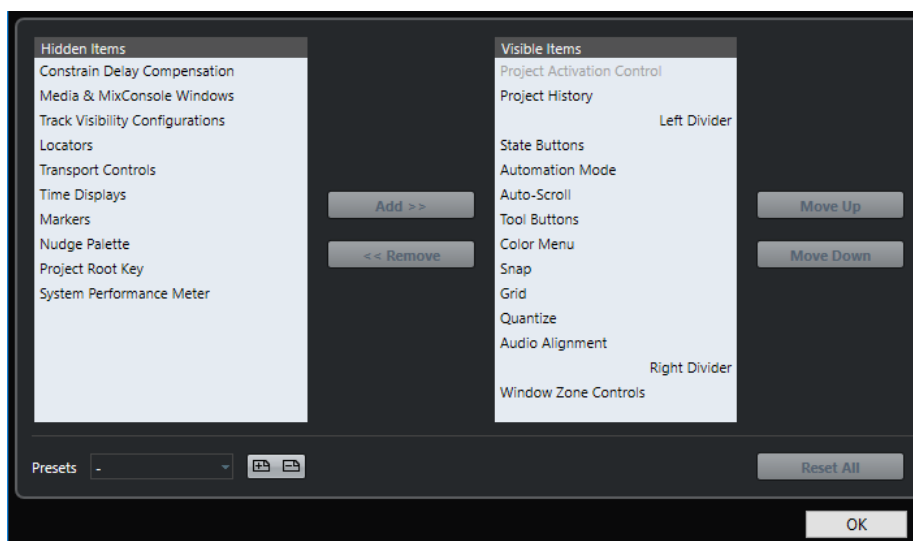 Hidden Items
Constrain Delay Compensation
Media & MixConsole Windows
Track Visibility Configurations
Locators
Transport Controls
Time Displays
Markers
Nudge Palette
Project Root Key
System Performance Meter
Add >>
<< Remove
Visible Items
Project Activation Control
Project History
Left Divider
State Buttons
Automation Mode
Auto-Scroll
Tool Buttons
Color Menu
Snap
Grid
Quantize
Audio Alignment
Right Divider
Window Zone Controls
Move Up
Move Down
Presets -
Reset All
OK